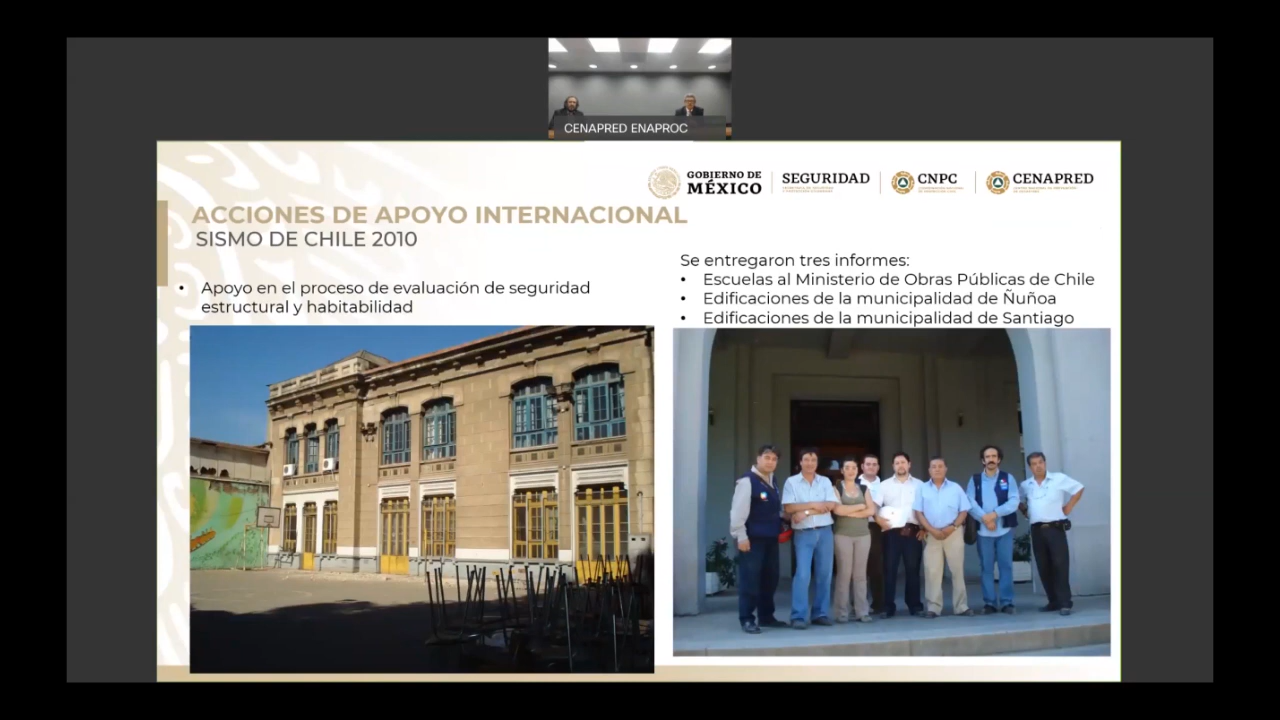 CENAPRED ENAPROC
GOBIERNO DE
MÉXICO
SEGURIDAD
CNPC
CENAPRED
ACCIONES DE APOYO INTERNACIONAL
SISMO DE CHILE 2010
• Apoyo en el proceso de evaluación de seguridad
estructural y habitabilidad
Se entregaron tres informes:
• Escuelas al Ministerio de Obras Públicas de Chile
• Edificaciones de la municipalidad de Ñuñoa
• Edificaciones de la municipalidad de Santiago